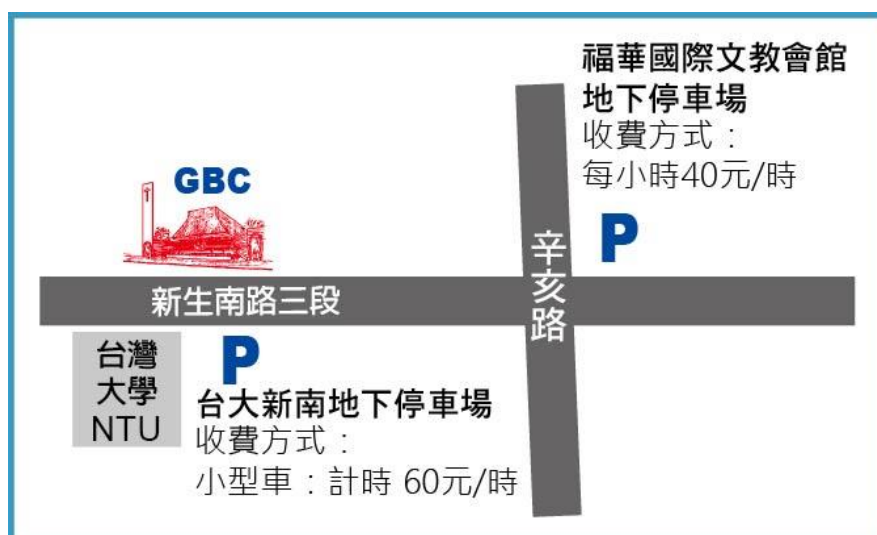 福華國際文教會館
地下停車場
收費方式：
每小時40元/時
P
GBC
辛亥路
新生南路三段
台灣
大學
NTU
P
台大新南地下停車場
收費方式：
小型車：計時 60元/時